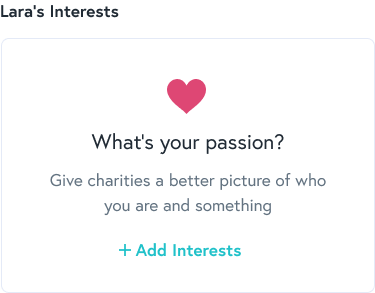 Lara's Interests
What's your passion?
Give charities a better picture of who
you are and something
+ Add Interests